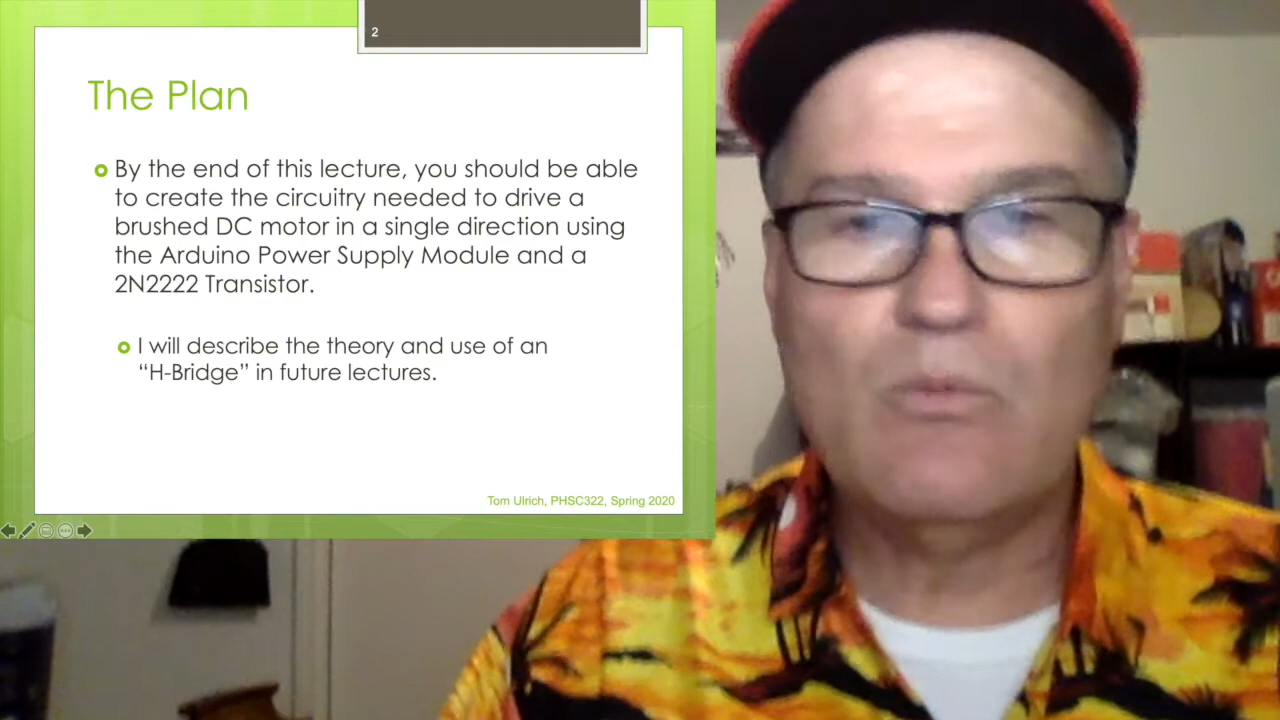 2
The Plan
By the end of this lecture, you should be able
to create the circuitry needed to drive a
brushed DC motor in a single direction using
the Arduino Power Supply Module and a
2N2222 Transistor.
I will describe the theory and use of an
“H-Bridge” in future lectures.
Tom Ulrich, PHSC322, Spring 2020